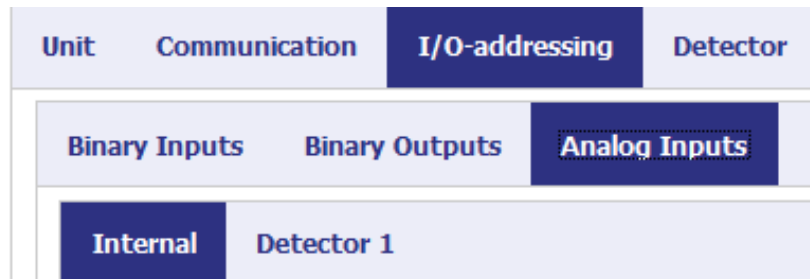 Unit Communication I/O-addressing Detector
Binary Inputs Binary Outputs Analog Inputs
Internal Detector 1